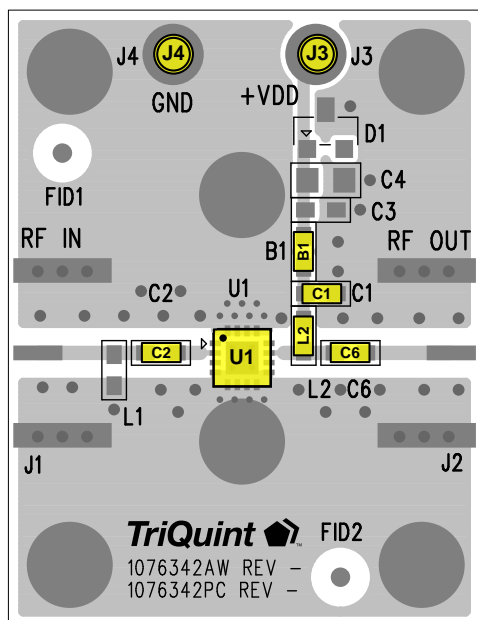 J4 J4 J3 J3
GND +VDD
D1
FID1
C4
C3
RF IN B1 B1 RF OUT
C2 U1 C1 C1
L2
C2 U1 C6
L1 L2 C6
J1 J2
TriQuint FID2
1076342AW REV -
1076342PC REV -